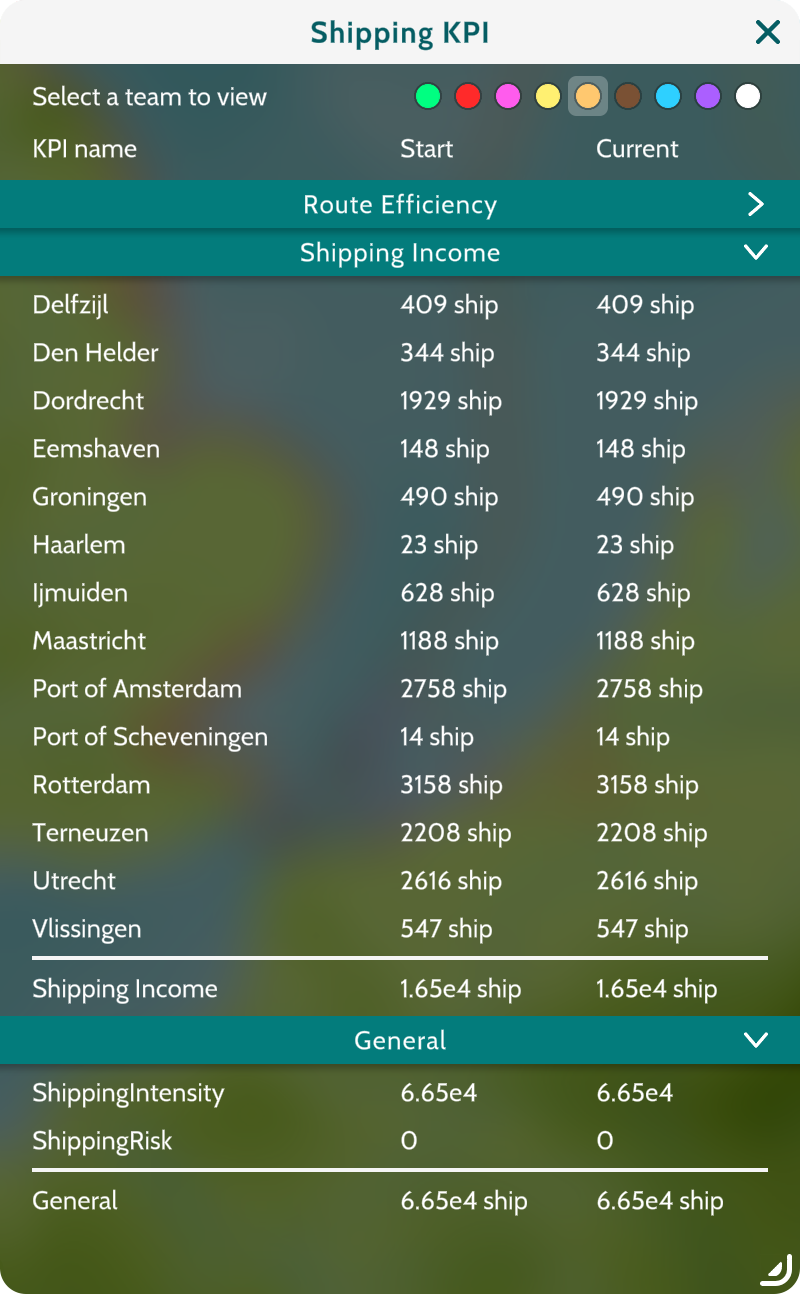 Shipping KPI
Select a team to view
KPI name Start Current
Route Efficiency
Shipping Income
Delfzijl 409 ship 409 ship
Den Helder 344 ship 344 ship
Dordrecht 1929 ship 1929 ship
Eemshaven 148 ship 148 ship
Groningen 490 ship 490 ship
Haarlem 23 ship 23 ship
Ijmuiden 628 ship 628 ship
Maastricht 1188 ship 1188 ship
Port of Amsterdam 2758 ship 2758 ship
Port of Scheveningen 14 ship 14 ship
Rotterdam 3158 ship 3158 ship
Terneuzen 2208 ship 2208 ship
Utrecht 2616 ship 2616 ship
Vlissingen 547 ship 547 ship
Shipping Income 1.65e4 ship 1.65e4 ship
General
ShippingIntensity 6.65e4 6.65e4
ShippingRisk 0 0
General 6.65e4 ship 6.65e4 ship